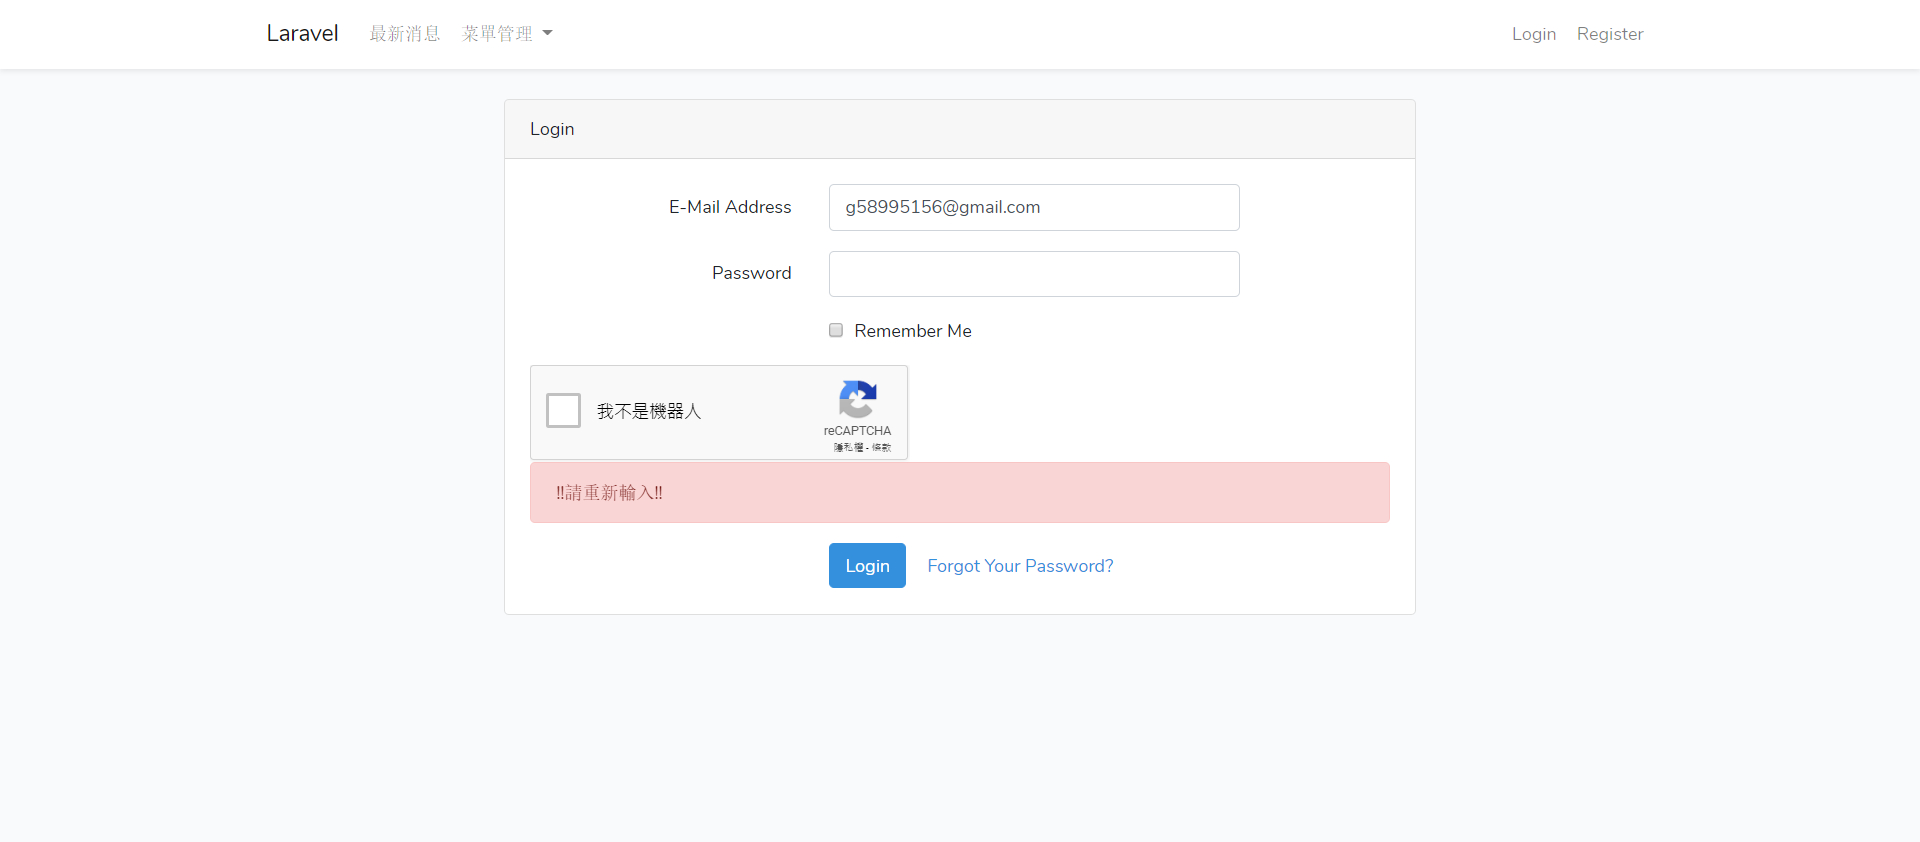 Laravel 最新消息 菜單管理 Login Register
Login
E-Mail Address g58995156@gmail.com
Password
Remember Me
我不是機器人
reCAPTCHA
隱私權 - 條款
!!請重新輸入!!
Login Forgot Your Password?